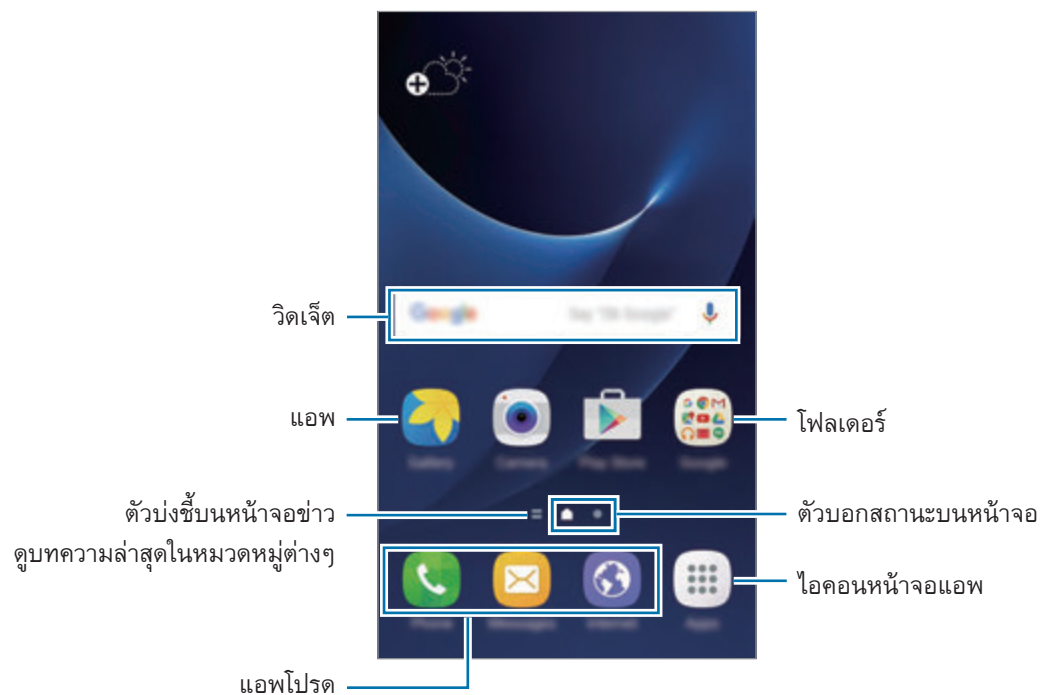 วิดเจ็ต
แอพ
โฟลเดอร์
ตัวบ่งชี้บนหน้าจอข่าว
ดูบทความล่าสุดในหมวดหมู่ต่างๆ
ตัวบอกสถานะบนหน้าจอ
ไอคอนหน้าจอแอพ
แอพโปรด